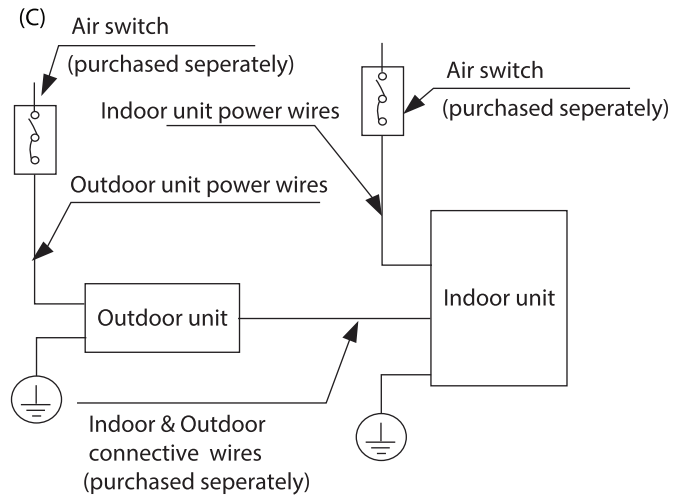 (C)
Air switch
(purchased seperately)
Air switch
(purchased seperately)
Indoor unit power wires
Outdoor unit power wires
Outdoor unit
Indoor unit
Indoor & Outdoor
connective wires
(purchased seperately)